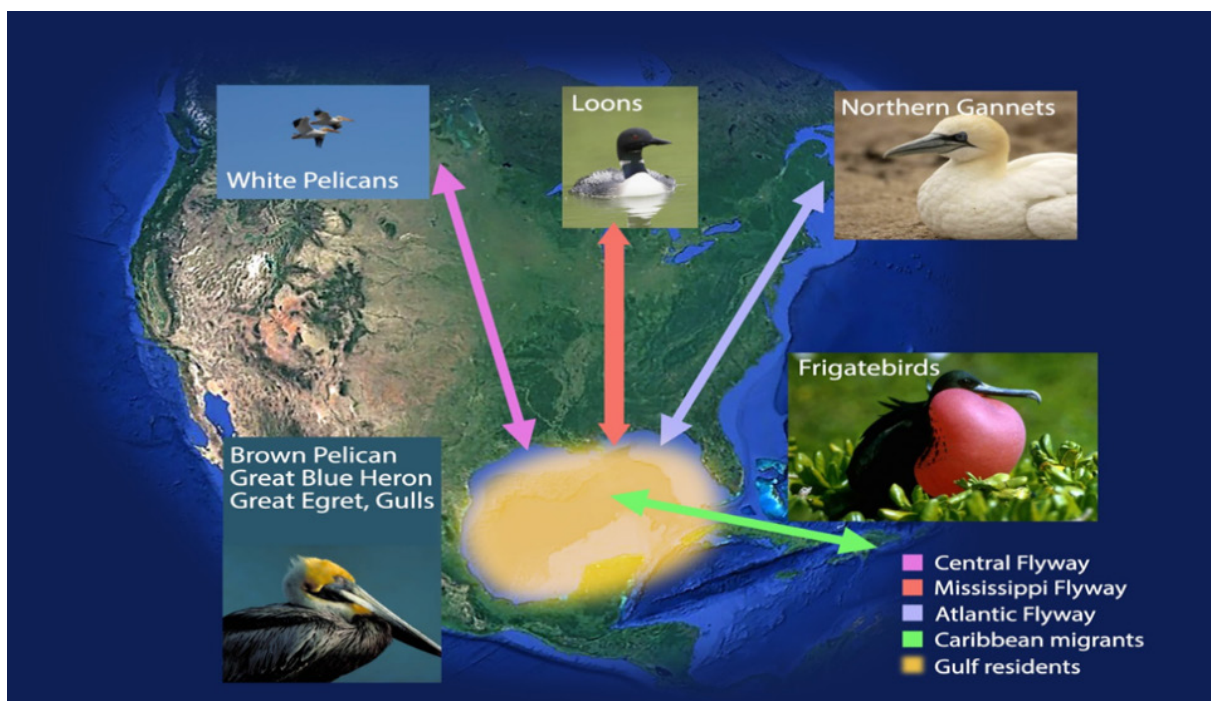 White Pelicans
Loons
Northern Gannets
Frigatebirds
Brown Pelican
Great Blue Heron
Great Egret, Gulls
Central Flyway
Mississippi Flyway
Atlantic Flyway
Caribbean migrants
Gulf residents